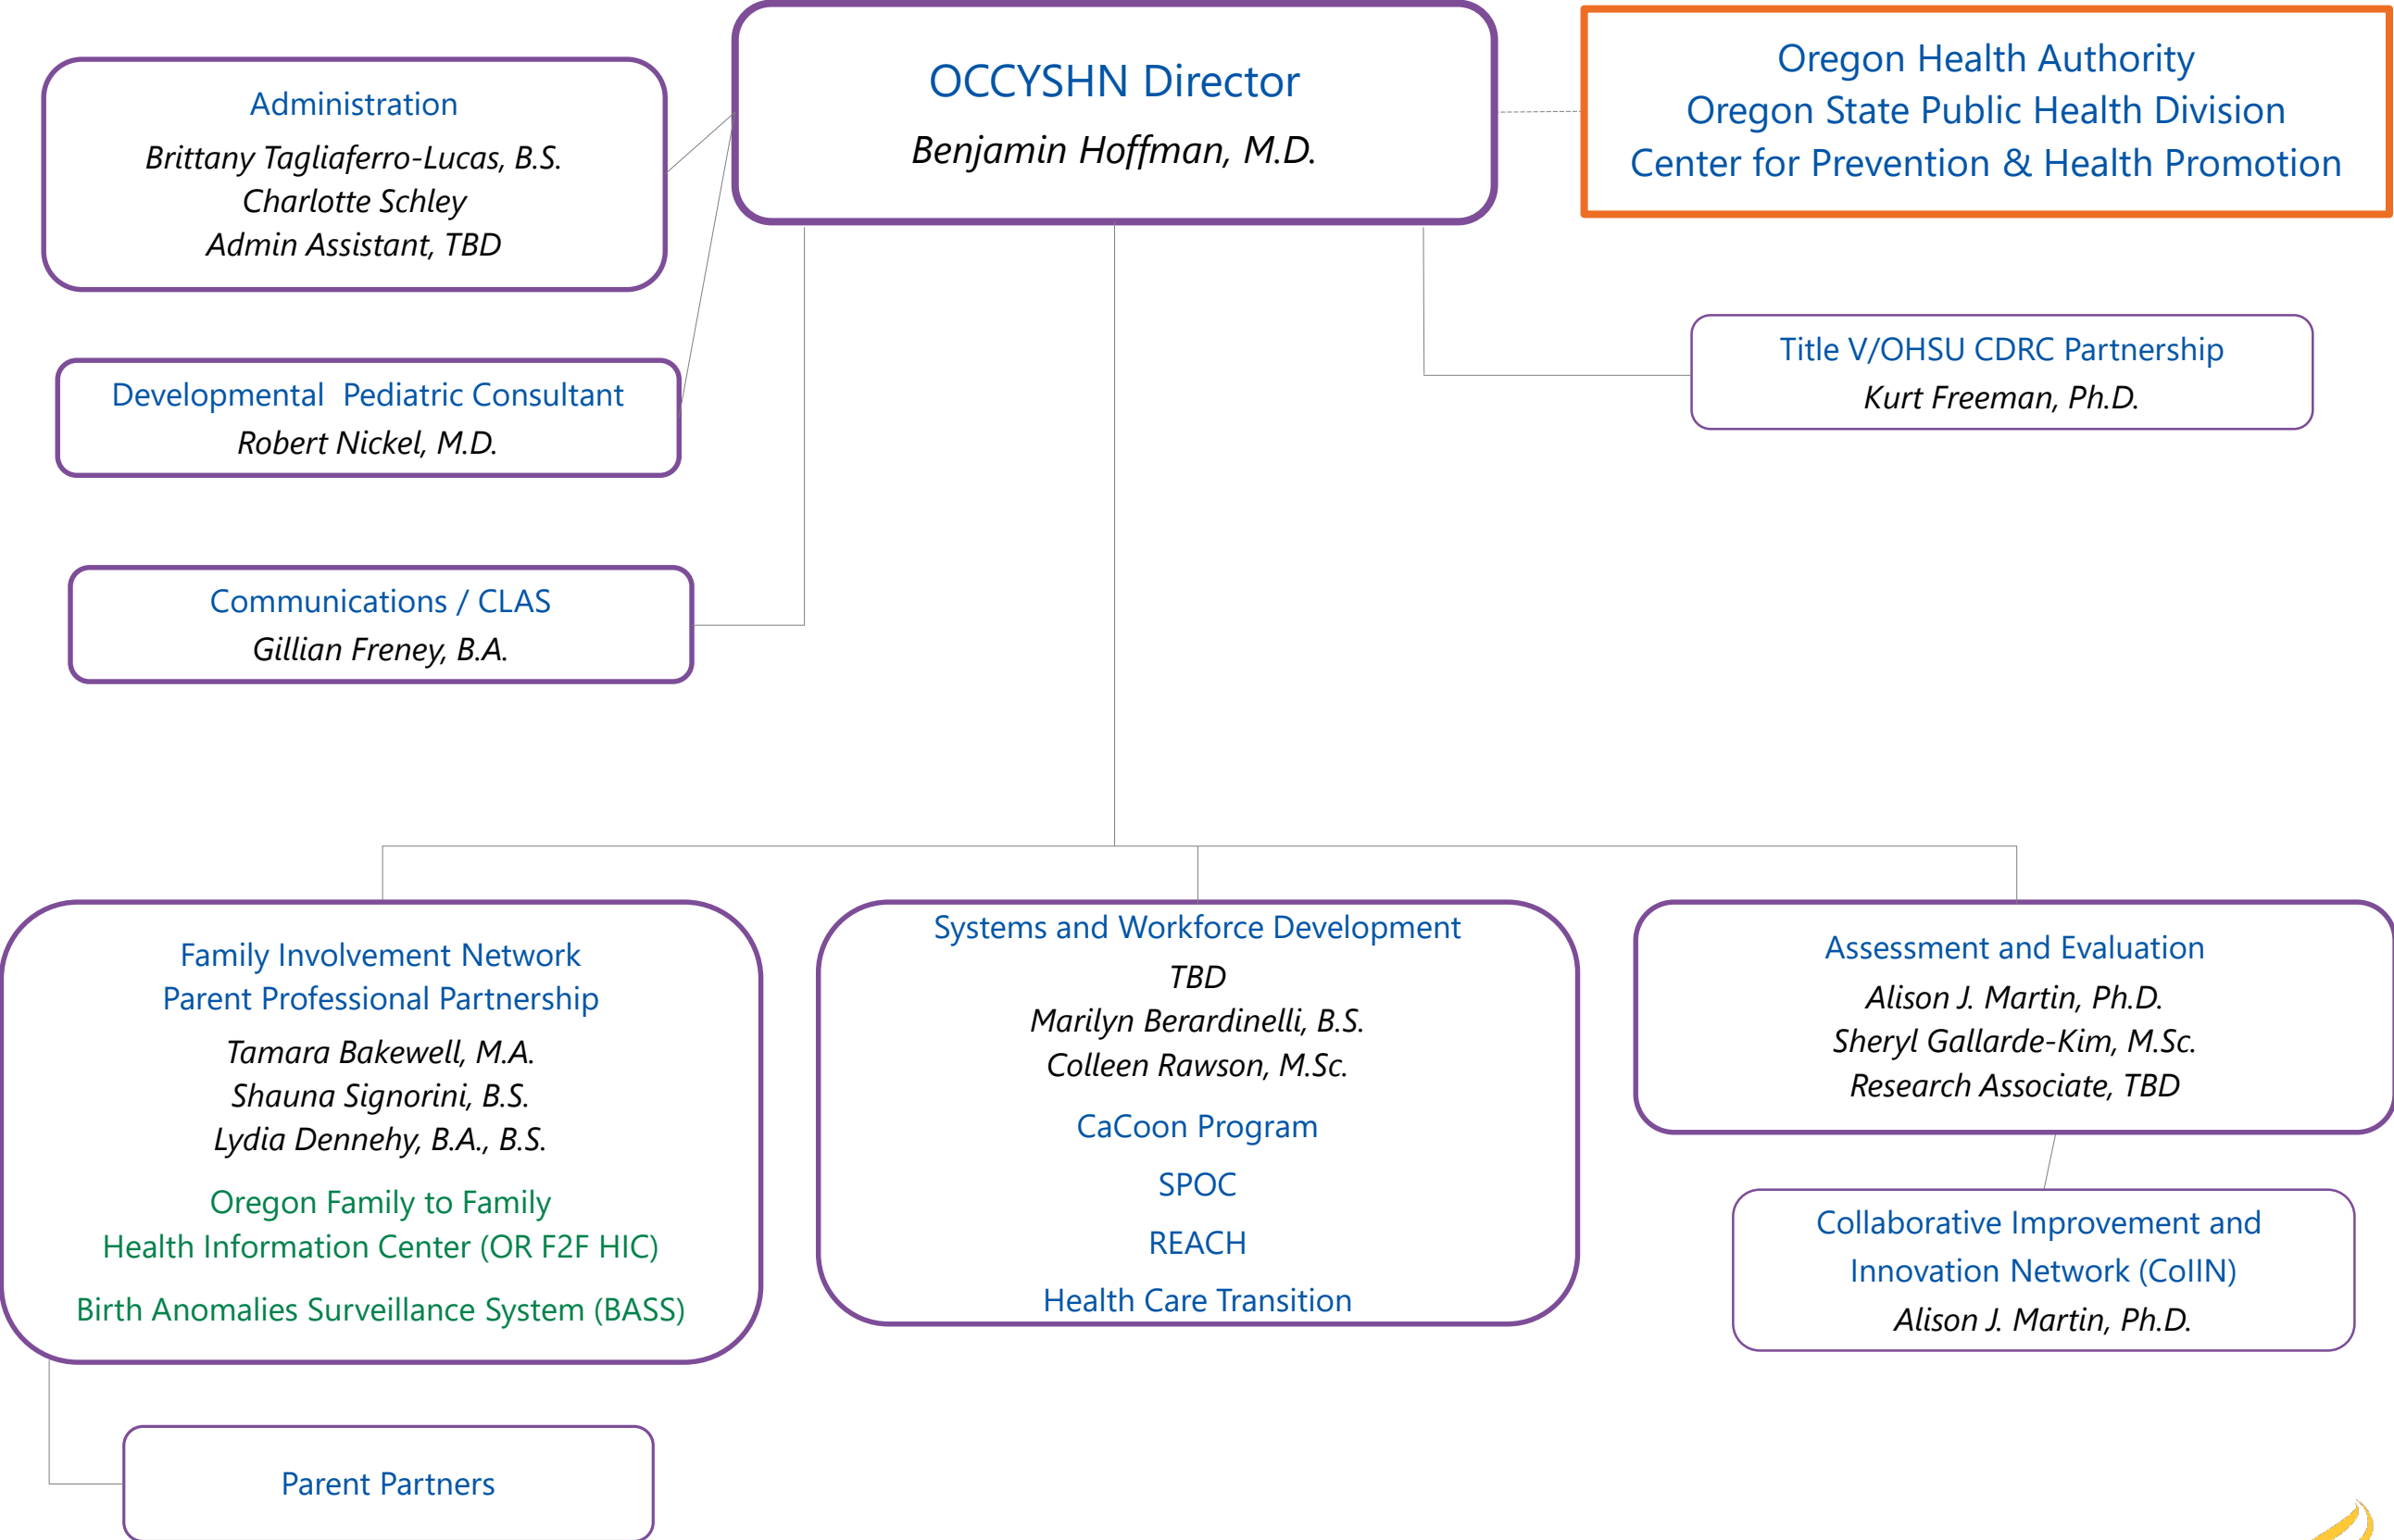 OCCYSHN Director
Benjamin Hoffman, M.D.
Oregon Health Authority
Oregon State Public Health Division
Center for Prevention & Health Promotion
Administration
Brittany Tagliaferro-Lucas, B.S.
Charlotte Schley
Admin Assistant, TBD
Developmental  Pediatric Consultant
Robert Nickel, M.D.
Title V/OHSU CDRC Partnership
Kurt Freeman, Ph.D.
Communications / CLAS
Gillian Freney, B.A.
Family Involvement Network
Parent Professional Partnership
Tamara Bakewell, M.A.
Shauna Signorini, B.S.
Lydia Dennehy, B.A., B.S.
Oregon Family to Family
Health Information Center (OR F2F HIC)
Birth Anomalies Surveillance System (BASS)
Systems and Workforce Development
TBD
Marilyn Berardinelli, B.S.
Colleen Rawson, M.Sc.
CaCoon Program
SPOC
REACH
Health Care Transition
Assessment and Evaluation
Alison J. Martin, Ph.D.
Sheryl Gallarde-Kim, M.Sc.
Research Associate, TBD
Collaborative Improvement and
Innovation Network (CoIIN)
Alison J. Martin, Ph.D.
Parent Partners